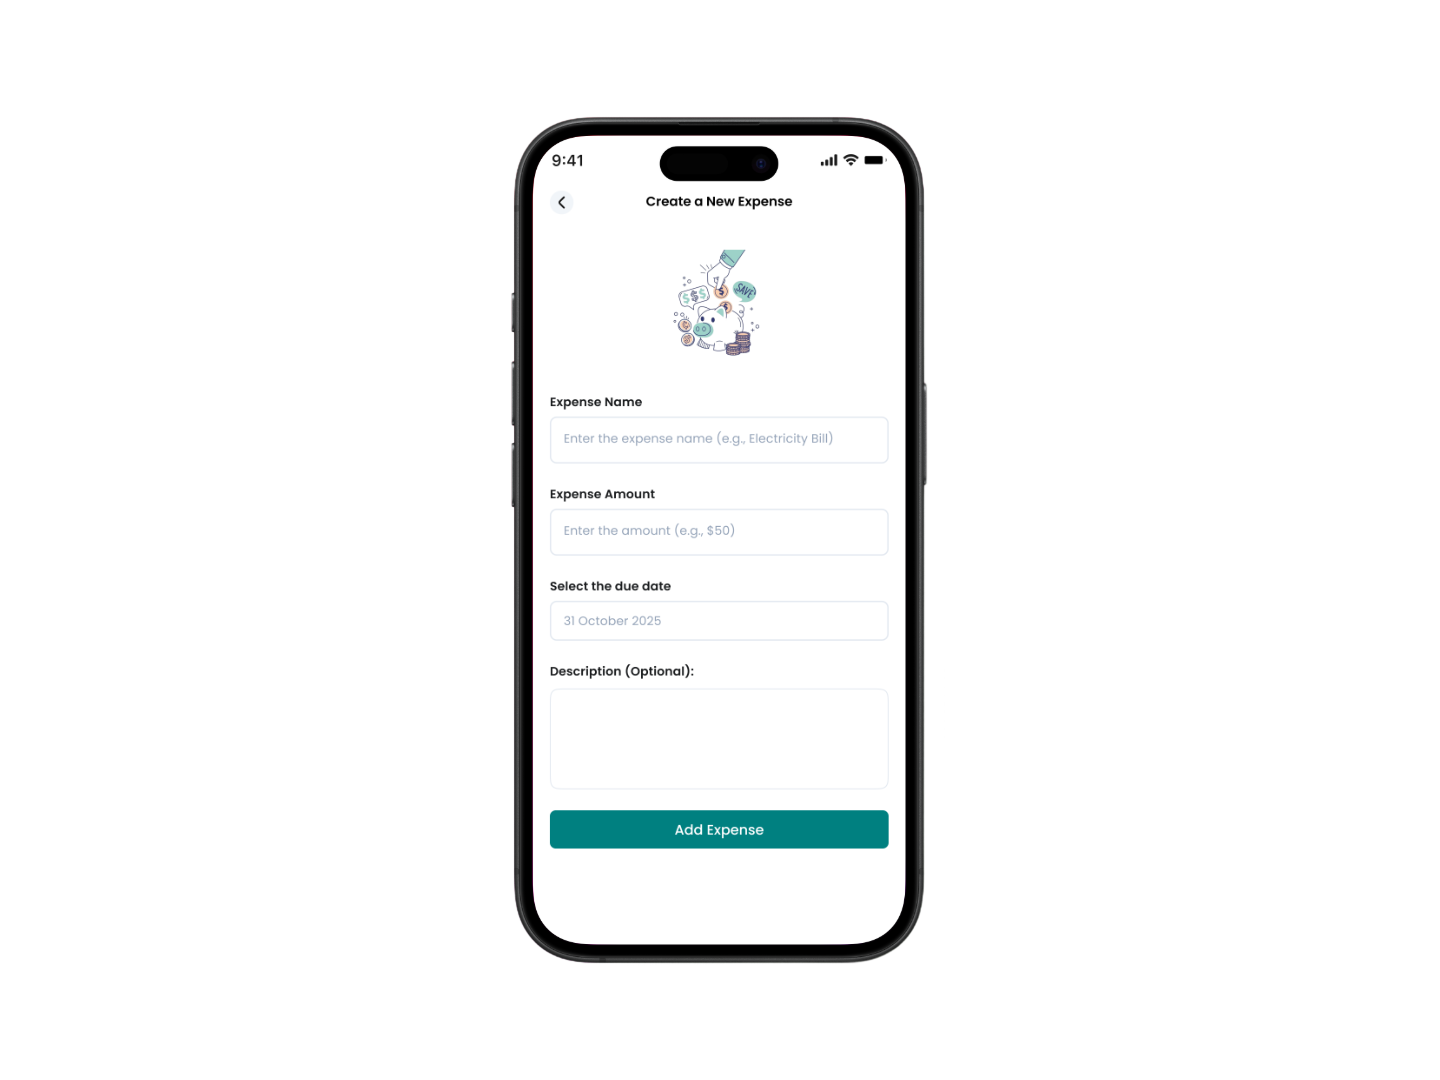 9:41
Create a New Expense
SAVE
$ $ $
$
Expense Name
Enter the expense name (e.g., Electricity Bill)
Expense Amount
Enter the amount (e.g., $50)
Select the due date
31 October 2025
Description (Optional):
Add Expense